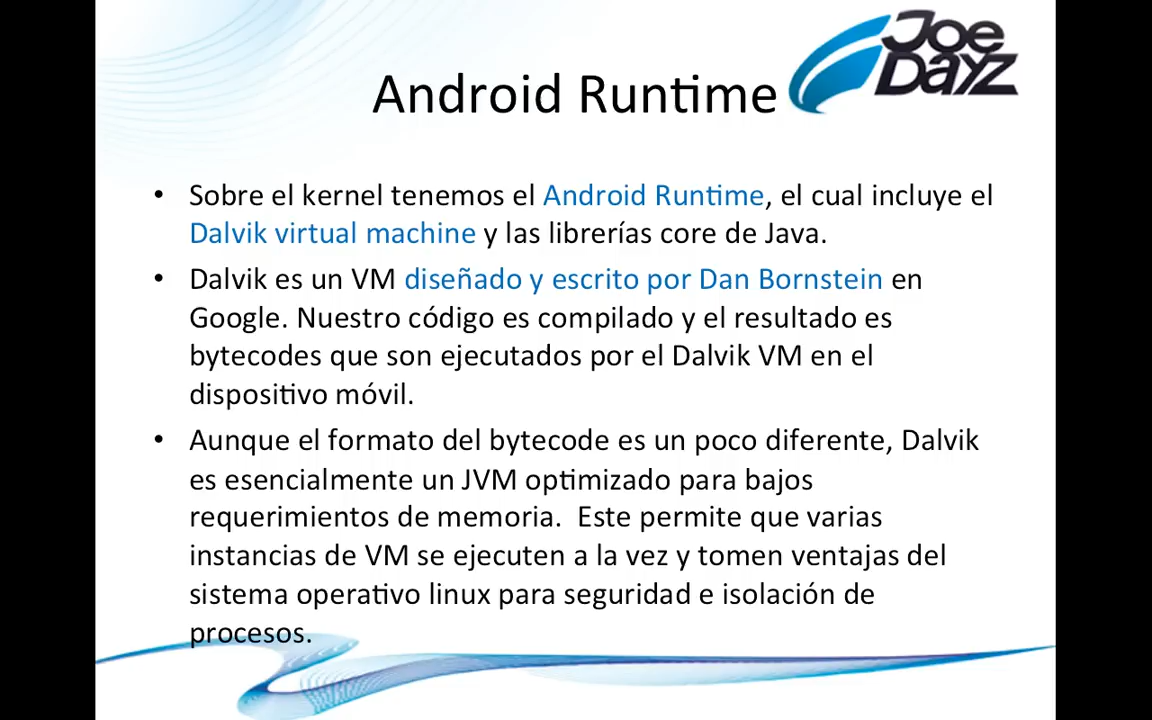 Joe
Dayz
Android Runtime
• Sobre el kernel tenemos el Android Runtime, el cual incluye el
Dalvik virtual machine y las librerías core de Java.
• Dalvik es un VM diseñado y escrito por Dan Bornstein en
Google. Nuestro código es compilado y el resultado es
bytecodes que son ejecutados por el Dalvik VM en el
dispositivo móvil.
• Aunque el formato del bytecode es un poco diferente, Dalvik
es esencialmente un JVM optimizado para bajos
requerimientos de memoria.  Este permite que varias
instancias de VM se ejecuten a la vez y tomen ventajas del
sistema operativo linux para seguridad e isolación de
procesos.